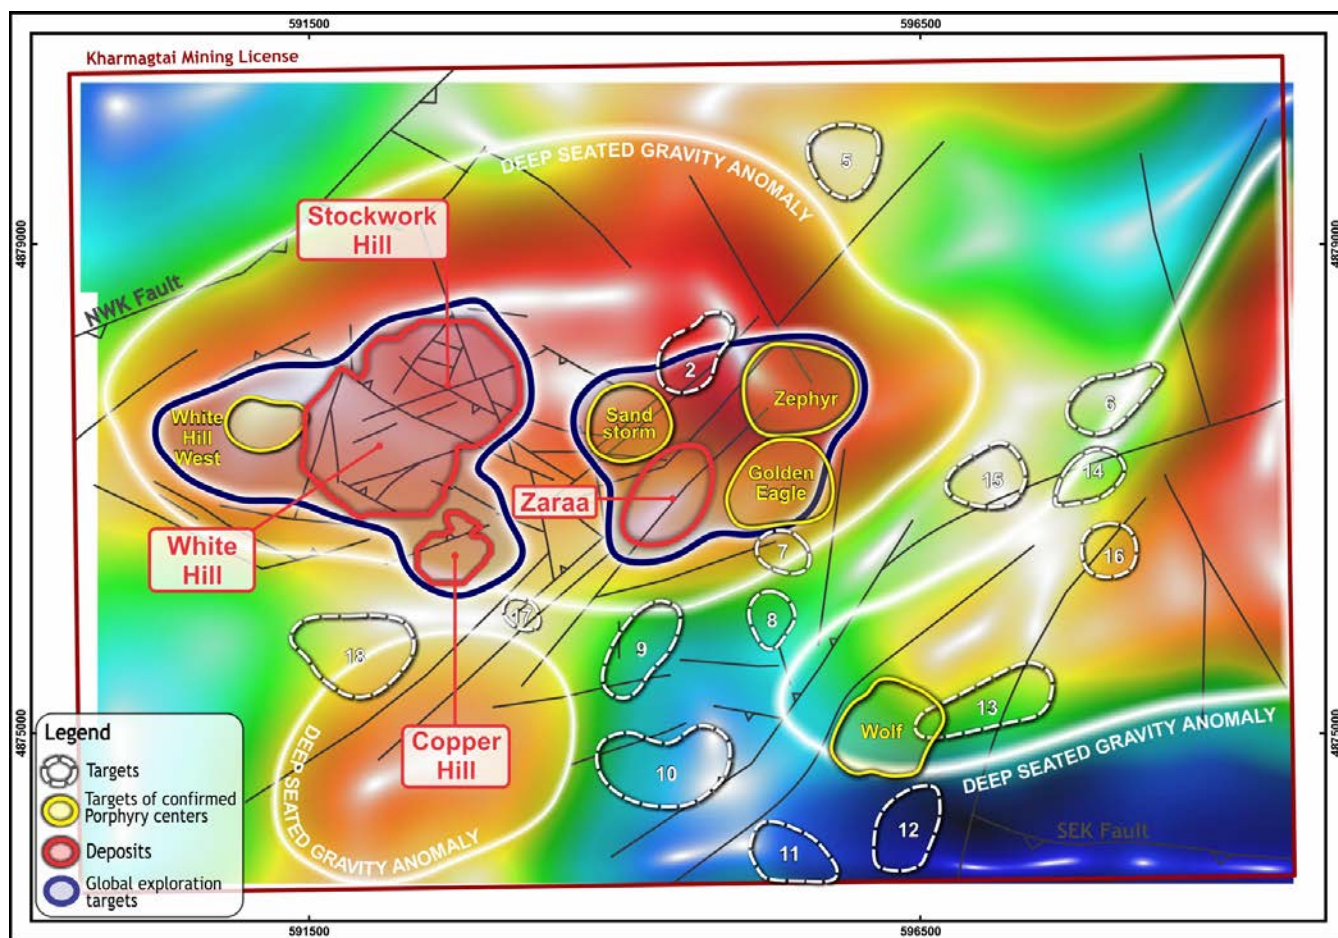 591500
596500
Kharmagtai Mining License
DEEP SEATED GRAVITY ANOMALY
5
Stockwork
Hill
4879000
4879000
NWK Fault
2
Zephyr
White
Hill
West
Sand
storm
6
Golden
Eagle
14
15
Zaraa
White
Hill
7
16
17
8
18
9
13
Wolf
Copper
Hill
10
4875000
4875000
DEEP SEATED GRAVITY ANOMALY
DEEP SEATED GRAVITY ANOMALY
12
SEK Fault
11
Legend
Targets
Targets of confirmed
Porphyry centers
Deposits
Global exploration
targets
591500
596500